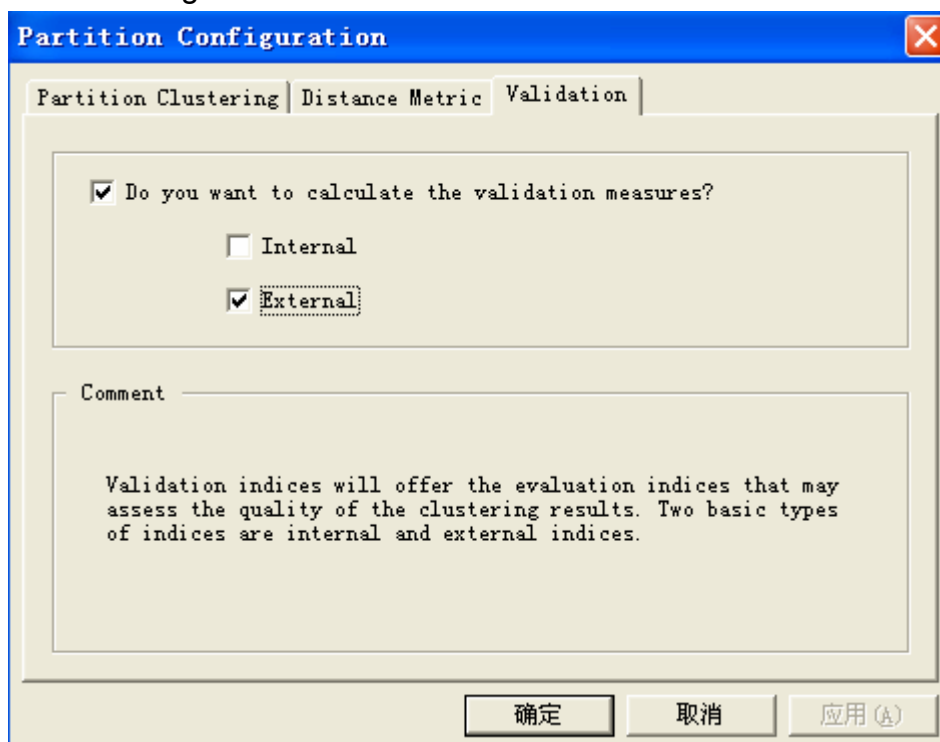 Partition Configuration
Partition Clustering Distance Metric Validation
Do you want to calculate the validation measures?
Internal
External
Comment
Validation indices will offer the evaluation indices that may
assess the quality of the clustering results. Two basic types
of indices are internal and external indices.
确定 取消 应用(A)